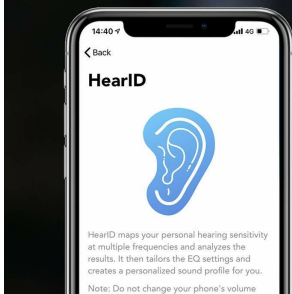 14:40 4G
Back
HearID
HearID maps your personal hearing sensitivity
at multiple frequencies and analyzes the
results. It then tailors the EQ settings and
creates a personalized sound profile for you.
Note: Do not change your phone's volume